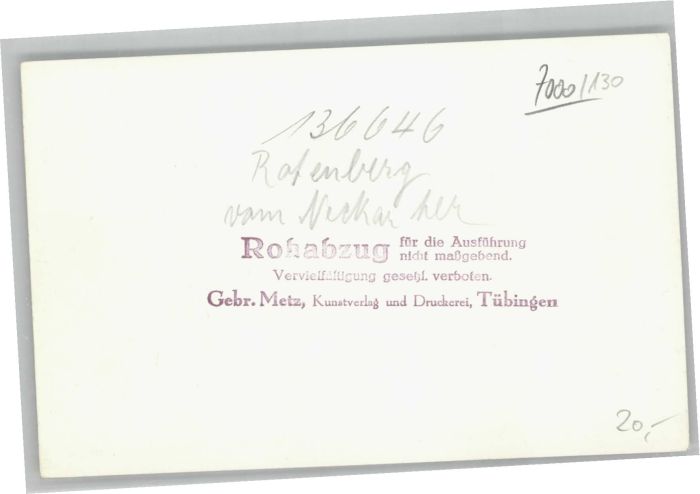 7000/130
136646
Rotenberg
vom Neckar her
Rohabzug für die Ausführung
nicht maßgebend.
Vervielfältigung gesetzl. verboten.
Gebr. Metz, Kunstverlag und Druckerei, Tübingen
20,-